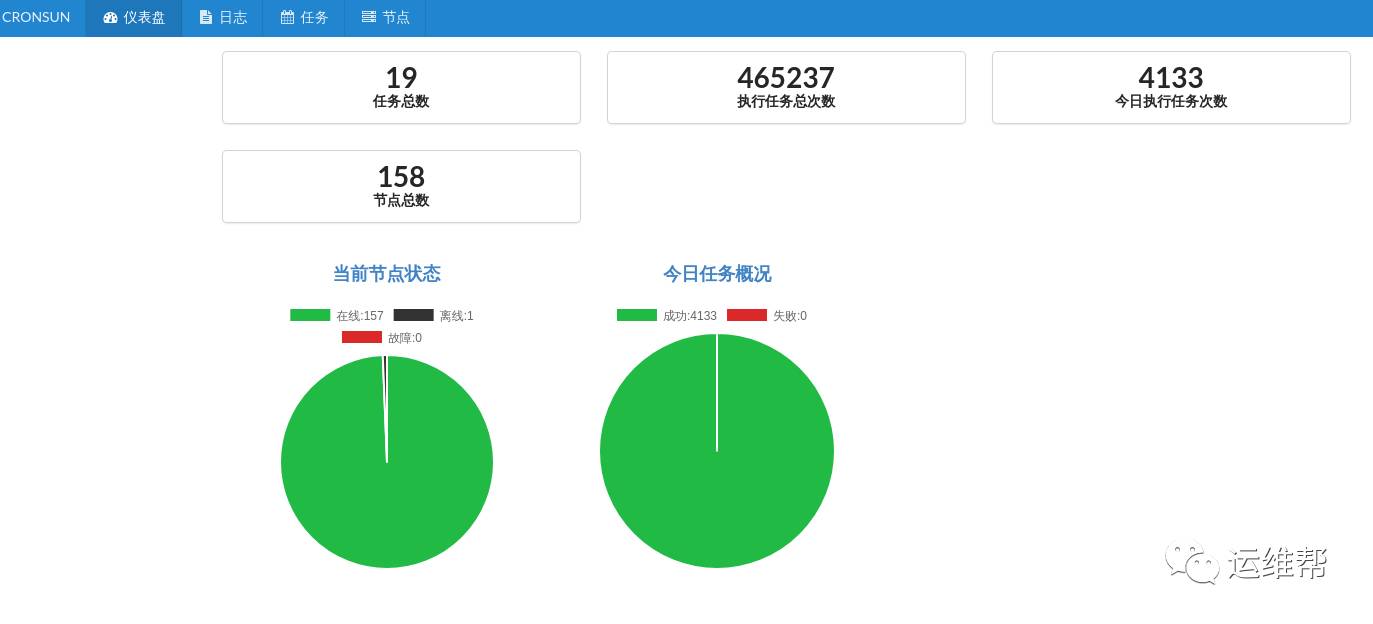 CRONSUN 仪表盘 日志 任务 节点
19
任务总数
465237
执行任务总次数
4133
今日执行任务次数
158
节点总数
当前节点状态
在线:157 离线:1
故障:0
今日任务概况
成功:4133 失败:0
运维帮